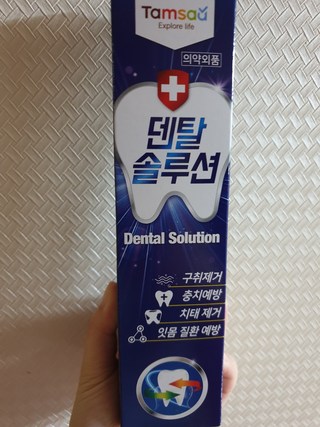 Tamsaü
Explore life
의약외품
덴탈
솔루션
Dental Solution
구취제거
충치예방
치태 제거
잇몸 질환 예방